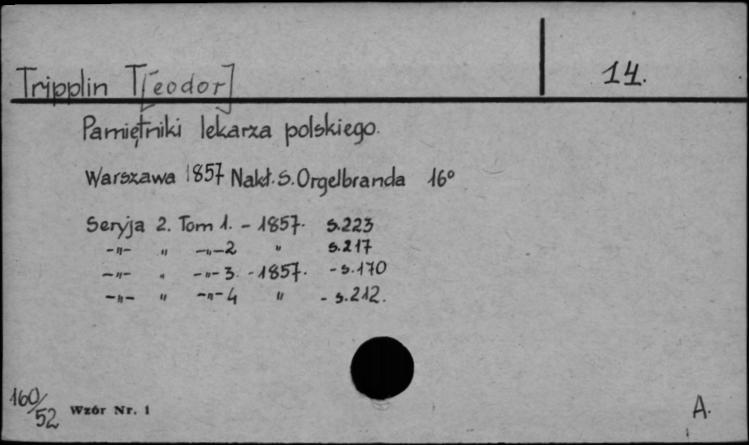 Tripplin T[eodor] 14.
Pamiętniki lekarza polskiego.
Warszawa 1857 Nakł. S. Orgelbranda 16°
Seryja 2. Tom 1. - 1857. s.223
-"- " -"- 2 " s.217
-"- " -"- 3. - 1857. - s.170
-"- " -"- 4 " - s.212.
160/52 Wzór Nr. 1 A.